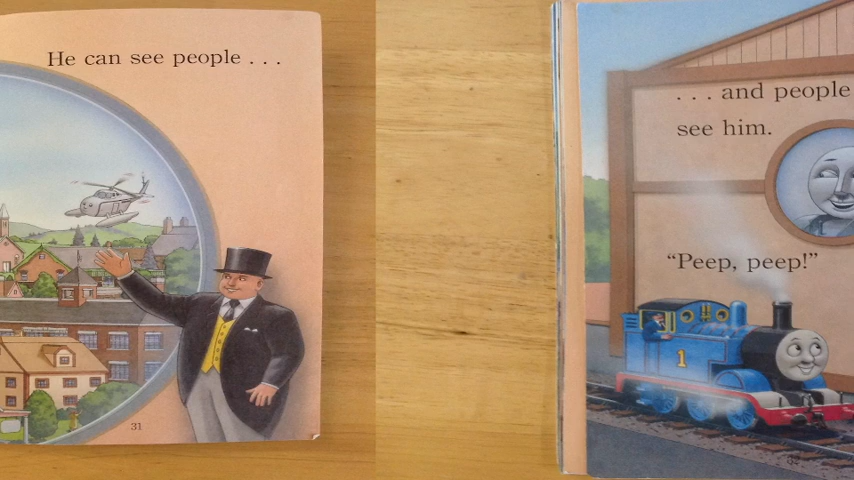 He can see people . . .
31
. . . and people
see him.
"Peep, peep!"
1